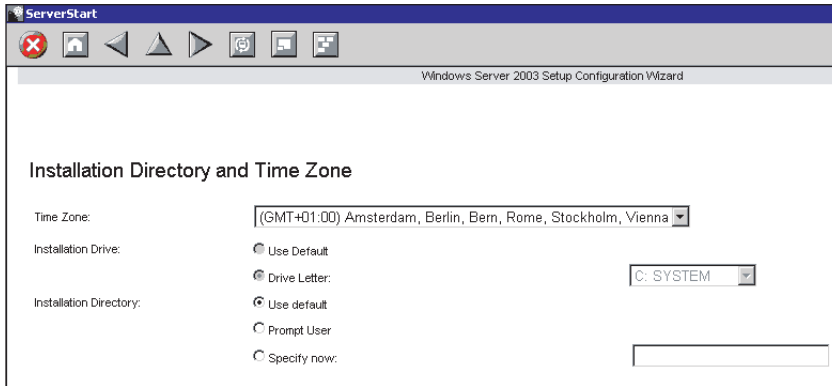 ServerStart
Windows Server 2003 Setup Configuration Wizard
Installation Directory and Time Zone
Time Zone: (GMT+01:00) Amsterdam, Berlin, Bern, Rome, Stockholm, Vienna
Installation Drive: Use Default
Drive Letter: C: SYSTEM
Installation Directory: Use default
Prompt User
Specify now: